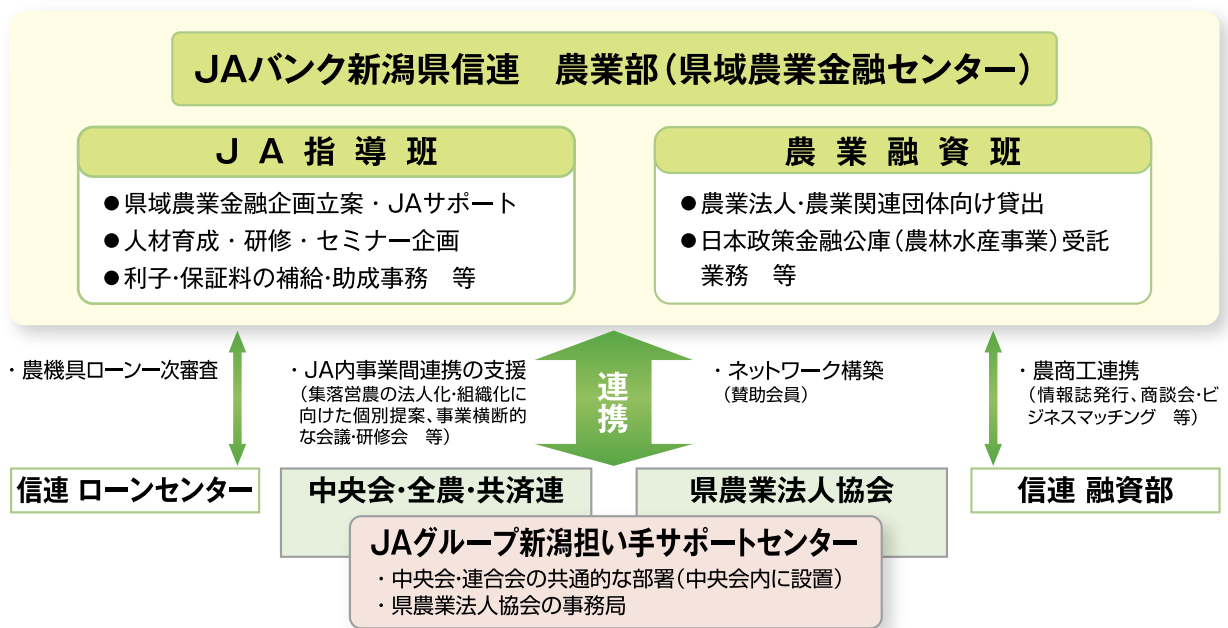 JAバンク新潟県信連　農業部（県域農業金融センター）
JA指導班
●県域農業金融企画立案・JAサポート
●人材育成・研修・セミナー企画
●利子・保証料の補給・助成事務　等
農業融資班
●農業法人・農業関連団体向け貸出
●日本政策金融公庫（農林水産事業）受託
業務　等
・農機具ローン一次審査
・JA内事業間連携の支援
（集落営農の法人化・組織化に
向けた個別提案、事業横断的
な会議・研修会　等）
連携
・ネットワーク構築
（賛助会員）
・農商工連携
（情報誌発行、商談会・ビ
ジネスマッチング　等）
信連 ローンセンター
中央会・全農・共済連
県農業法人協会
信連 融資部
JAグループ新潟担い手サポートセンター
・中央会・連合会の共通的な部署（中央会内に設置）
・県農業法人協会の事務局